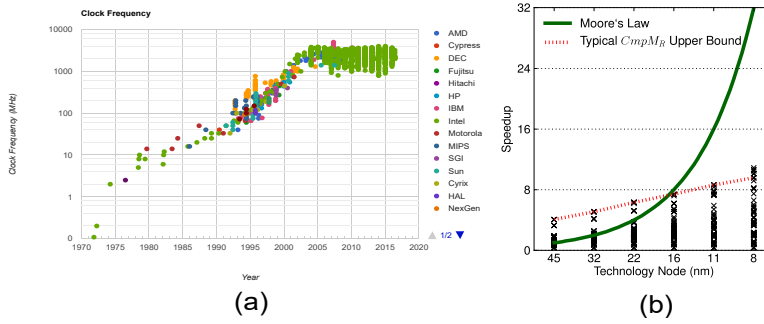 Clock Frequency
Clock Frequency (MHz)
10000
1000
100
10
1
0
1970
1975
1980
1985
1990
1995
2000
2005
2010
2015
2020
Year
AMD
Cypress
DEC
Fujitsu
Hitachi
HP
IBM
Intel
Motorola
MIPS
SGI
Sun
Cyrix
HAL
NexGen
1/2
(a)
Moore's Law
Typical CmpM_R Upper Bound
Speedup
32
24
16
8
0
45
32
22
16
11
8
Technology Node (nm)
(b)